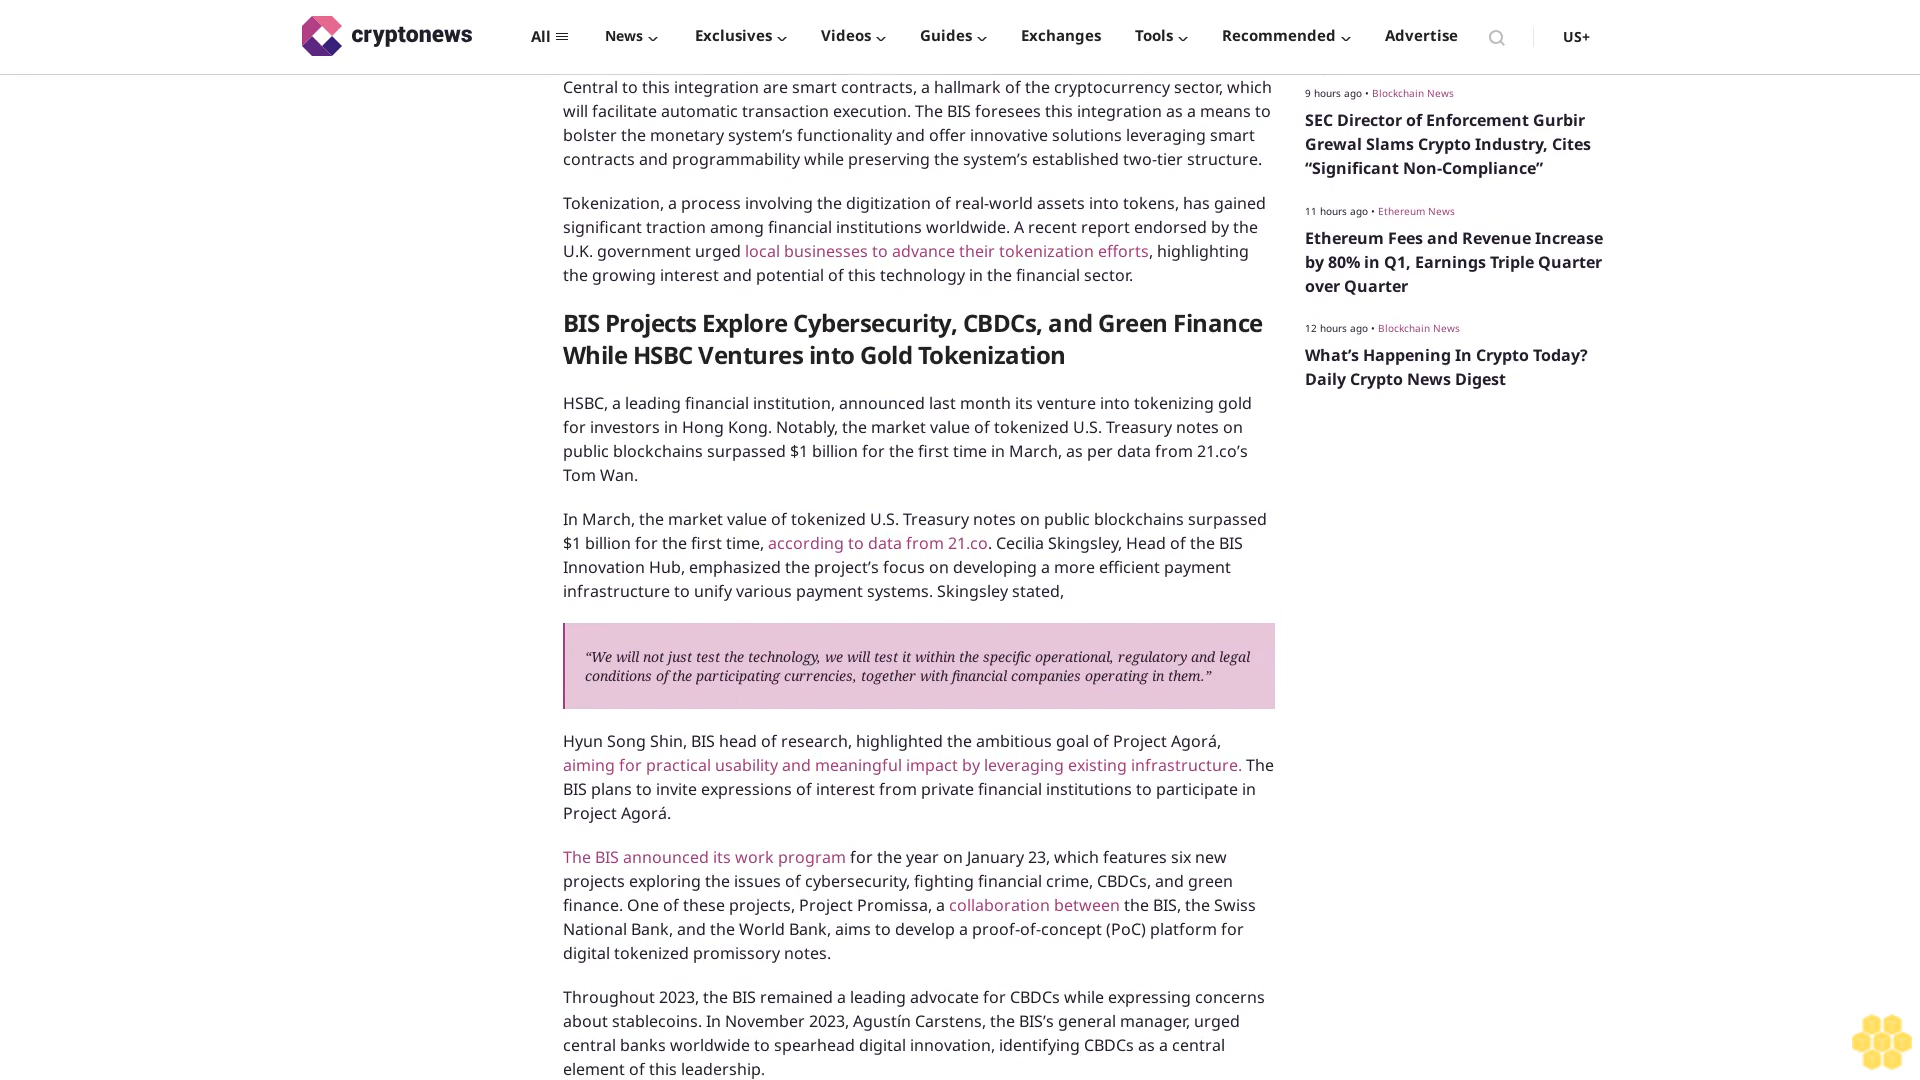 cryptonews
All
News
Exclusives
Videos
Guides
Exchanges
Tools
Recommended
Advertise
US+
Central to this integration are smart contracts, a hallmark of the cryptocurrency sector, which
will facilitate automatic transaction execution. The BIS foresees this integration as a means to
bolster the monetary system’s functionality and offer innovative solutions leveraging smart
contracts and programmability while preserving the system’s established two-tier structure.
Tokenization, a process involving the digitization of real-world assets into tokens, has gained
significant traction among financial institutions worldwide. A recent report endorsed by the
U.K. government urged local businesses to advance their tokenization efforts, highlighting
the growing interest and potential of this technology in the financial sector.
BIS Projects Explore Cybersecurity, CBDCs, and Green Finance
While HSBC Ventures into Gold Tokenization
HSBC, a leading financial institution, announced last month its venture into tokenizing gold
for investors in Hong Kong. Notably, the market value of tokenized U.S. Treasury notes on
public blockchains surpassed $1 billion for the first time in March, as per data from 21.co’s
Tom Wan.
In March, the market value of tokenized U.S. Treasury notes on public blockchains surpassed
$1 billion for the first time, according to data from 21.co. Cecilia Skingsley, Head of the BIS
Innovation Hub, emphasized the project’s focus on developing a more efficient payment
infrastructure to unify various payment systems. Skingsley stated,
“We will not just test the technology, we will test it within the specific operational, regulatory and legal
conditions of the participating currencies, together with financial companies operating in them.”
Hyun Song Shin, BIS head of research, highlighted the ambitious goal of Project Agorá,
aiming for practical usability and meaningful impact by leveraging existing infrastructure. The
BIS plans to invite expressions of interest from private financial institutions to participate in
Project Agorá.
The BIS announced its work program for the year on January 23, which features six new
projects exploring the issues of cybersecurity, fighting financial crime, CBDCs, and green
finance. One of these projects, Project Promissa, a collaboration between the BIS, the Swiss
National Bank, and the World Bank, aims to develop a proof-of-concept (PoC) platform for
digital tokenized promissory notes.
Throughout 2023, the BIS remained a leading advocate for CBDCs while expressing concerns
about stablecoins. In November 2023, Agustín Carstens, the BIS’s general manager, urged
central banks worldwide to spearhead digital innovation, identifying CBDCs as a central
element of this leadership.
9 hours ago • Blockchain News
SEC Director of Enforcement Gurbir
Grewal Slams Crypto Industry, Cites
“Significant Non-Compliance”
11 hours ago • Ethereum News
Ethereum Fees and Revenue Increase
by 80% in Q1, Earnings Triple Quarter
over Quarter
12 hours ago • Blockchain News
What’s Happening In Crypto Today?
Daily Crypto News Digest